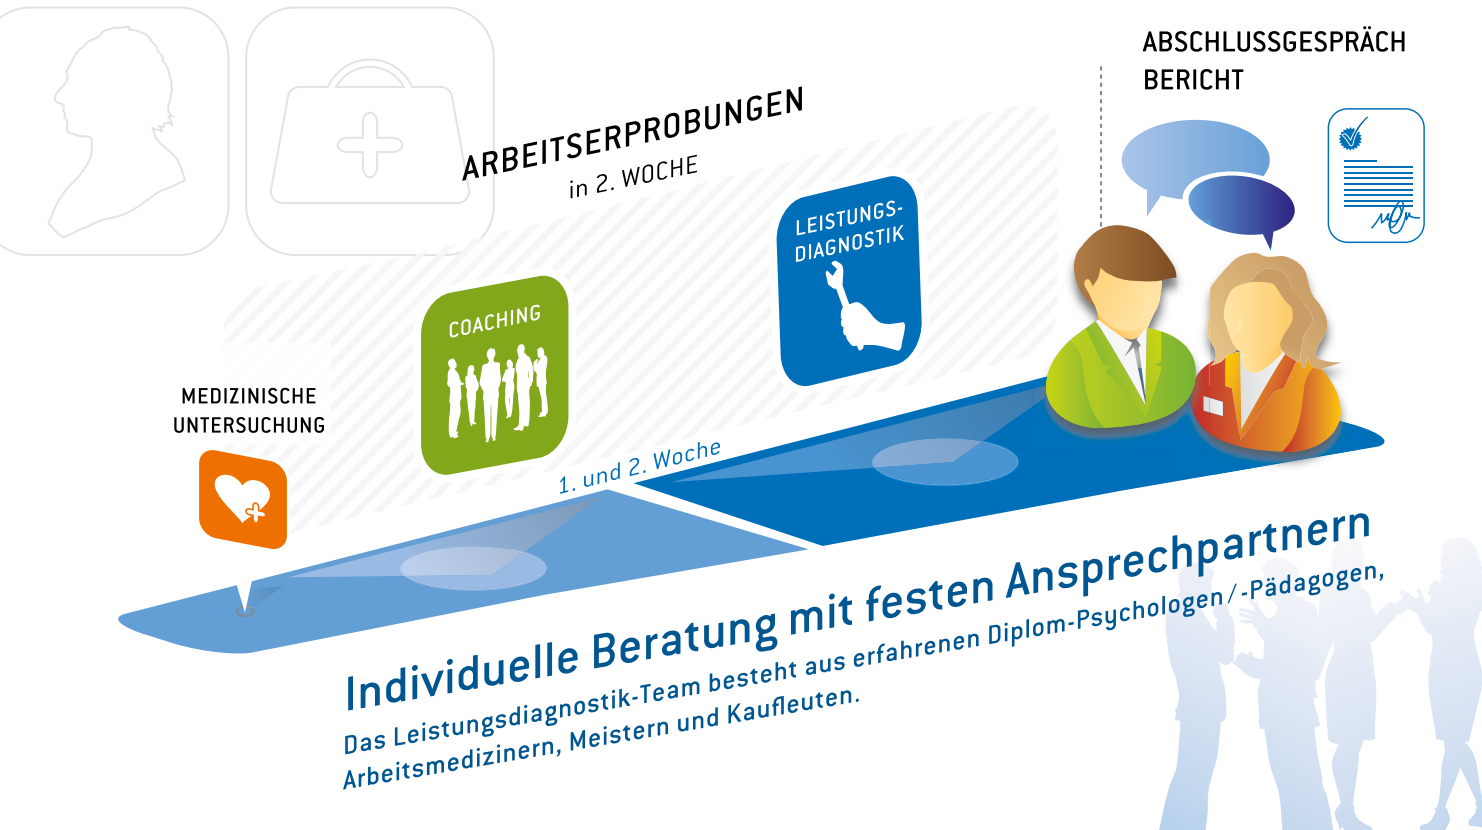 ABSCHLUSSGESPRÄCH
BERICHT
ARBEITSERPROBUNGEN
in 2. WOCHE
LEISTUNGS-
DIAGNOSTIK
COACHING
MEDIZINISCHE
UNTERSUCHUNG
1. und 2. Woche
Individuelle Beratung mit festen Ansprechpartnern
Das Leistungsdiagnostik-Team besteht aus erfahrenen Diplom-Psychologen/-Pädagogen,
Arbeitsmedizinern, Meistern und Kaufleuten.